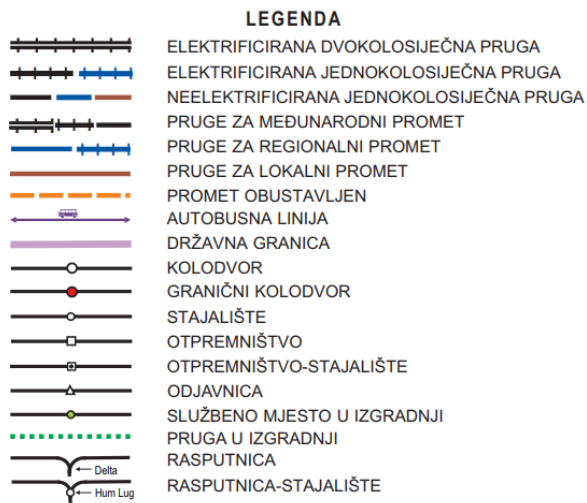 LEGENDA
ELEKTRIFICIRANA DVOKOLOSIJEČNA PRUGA
ELEKTRIFICIRANA JEDNOKOLOSIJEČNA PRUGA
NEELEKTRIFICIRANA JEDNOKOLOSIJEČNA PRUGA
PRUGE ZA MEĐUNARODNI PROMET
PRUGE ZA REGIONALNI PROMET
PRUGE ZA LOKALNI PROMET
PROMET OBUSTAVLJEN
AUTOBUSNA LINIJA
DRŽAVNA GRANICA
KOLODVOR
GRANIČNI KOLODVOR
STAJALIŠTE
OTPREMNIŠTVO
OTPREMNIŠTVO-STAJALIŠTE
ODJAVNICA
SLUŽBENO MJESTO U IZGRADNJI
PRUGA U IZGRADNJI
Delta RASPUTNICA
Hum Lug RASPUTNICA-STAJALIŠTE